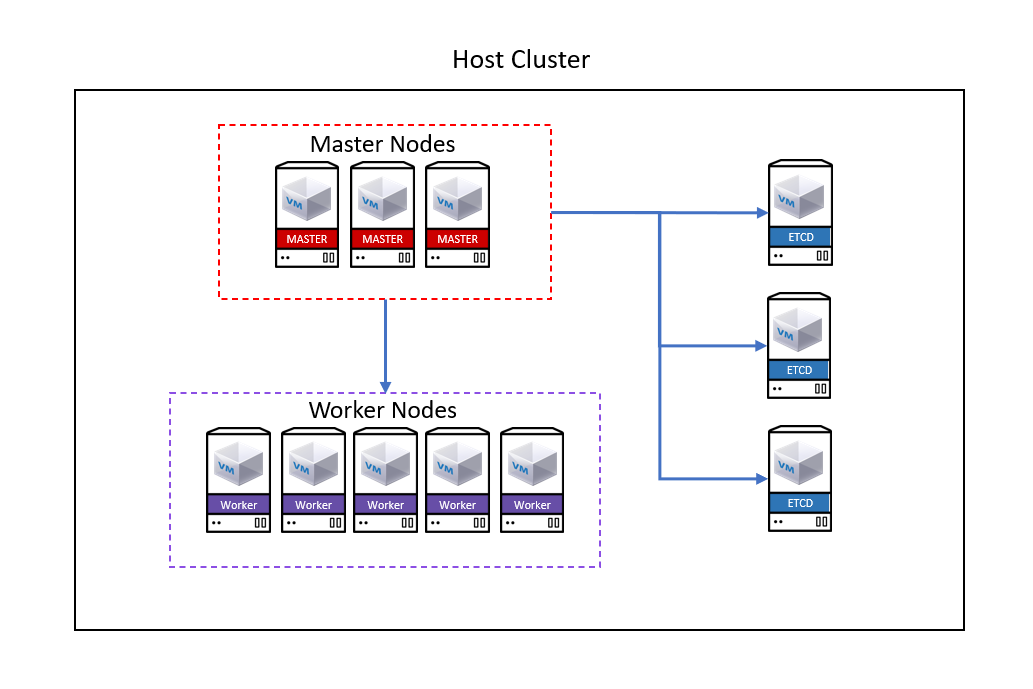 Host Cluster
Master Nodes
VM VM VM
MASTER MASTER MASTER
VM
ETCD
VM
ETCD
Worker Nodes
VM VM VM VM VM
Worker Worker Worker Worker Worker
VM
ETCD